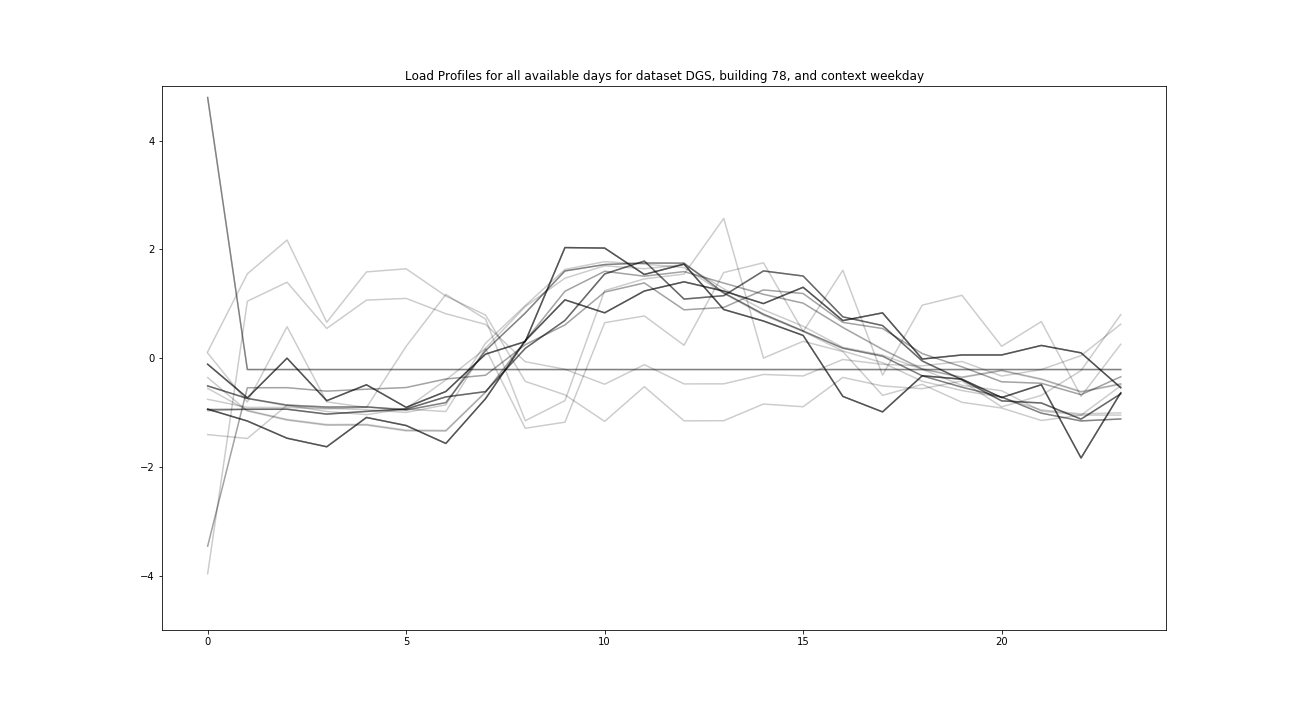 Load Profiles for all available days for dataset DGS, building 78, and context weekday
4
2
0
−2
−4
0 5 10 15 20